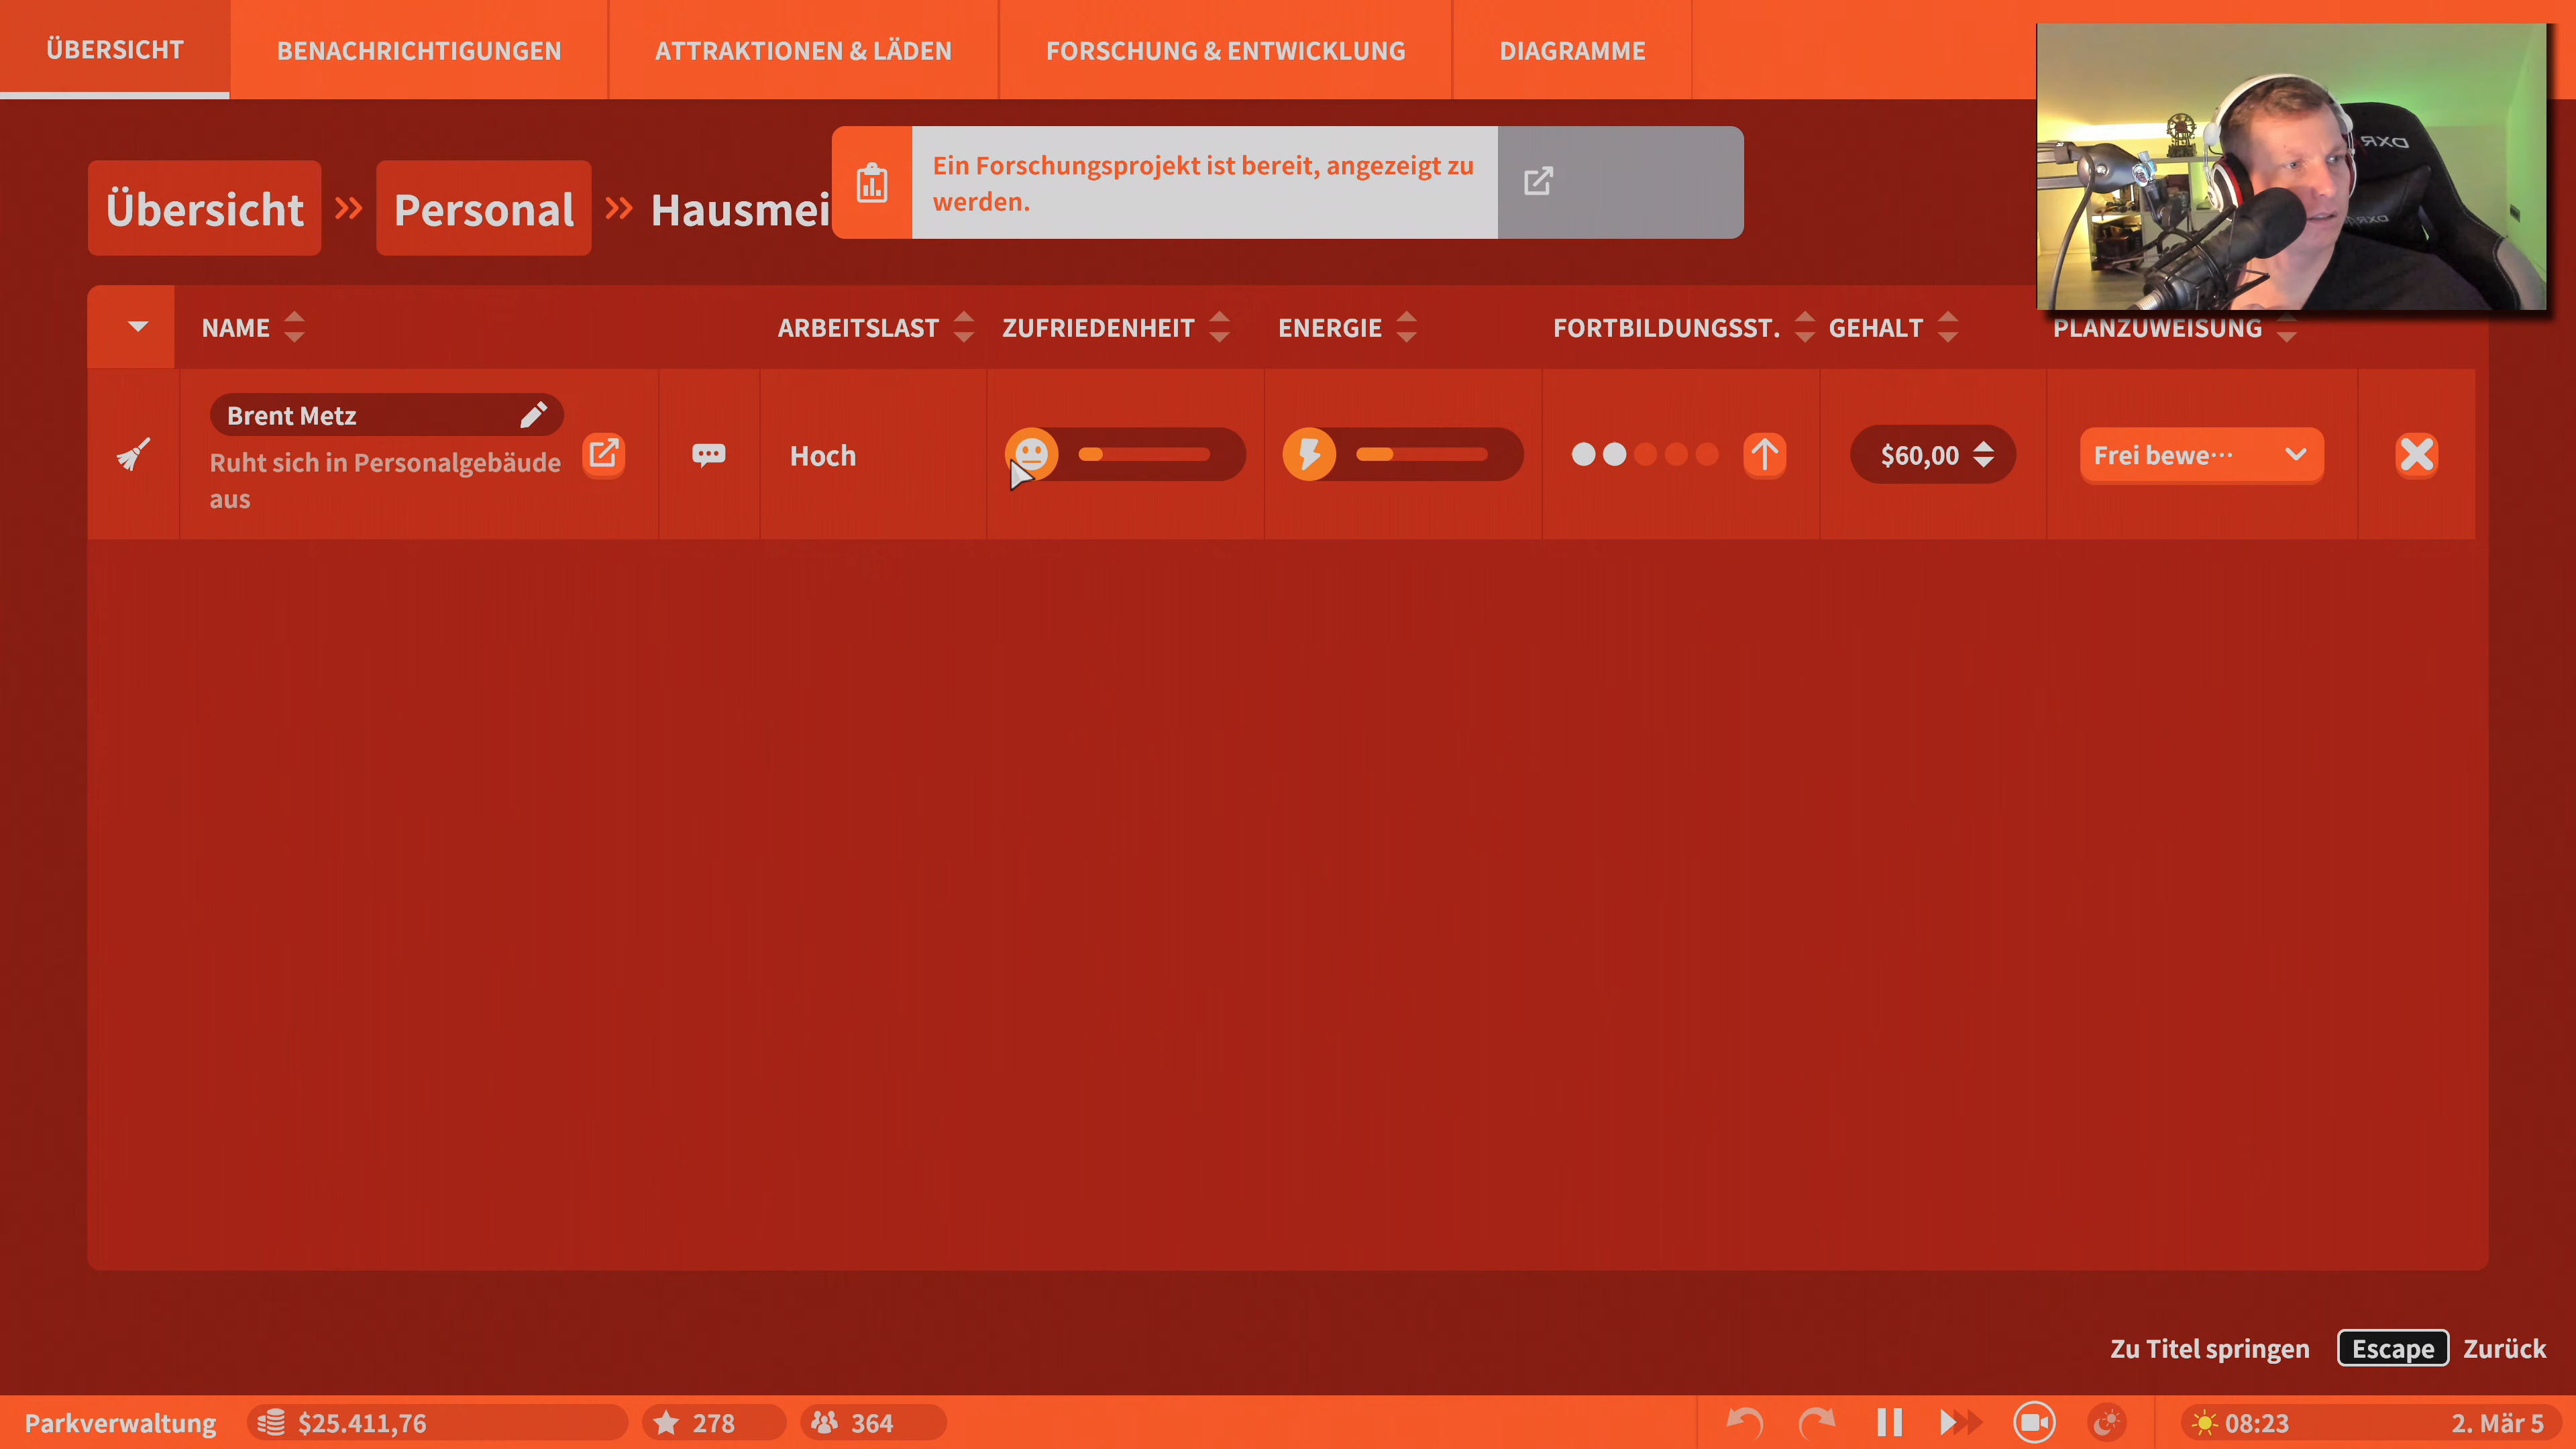 ÜBERSICHT
BENACHRICHTIGUNGEN
ATTRAKTIONEN & LÄDEN
FORSCHUNG & ENTWICKLUNG
DIAGRAMME
Übersicht » Personal » Hausmei
Ein Forschungsprojekt ist bereit, angezeigt zu
werden.
DXR
DXR
NAME
ARBEITSLAST
ZUFRIEDENHEIT
ENERGIE
FORTBILDUNGSST.
GEHALT
PLANZUWEISUNG
Brent Metz
Ruht sich in Personalgebäude
aus
Hoch
$60,00
Frei bewe···
Zu Titel springen
Escape
Zurück
Parkverwaltung
$25.411,76
278
364
08:23
2. Mär 5